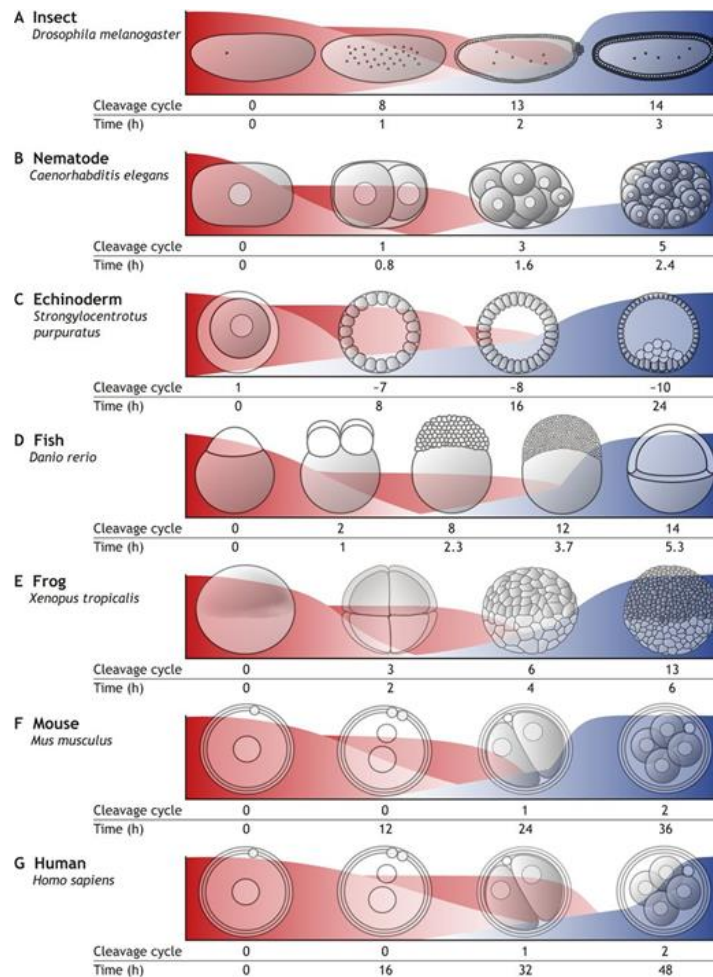 A Insect
Drosophila melanogaster
Cleavage cycle 0 8 13 14
Time (h) 0 1 2 3
B Nematode
Caenorhabditis elegans
Cleavage cycle 0 1 3 5
Time (h) 0 0.8 1.6 2.4
C Echinoderm
Strongylocentrotus
purpuratus
Cleavage cycle 1 ~7 ~8 ~10
Time (h) 0 8 16 24
D Fish
Danio rerio
Cleavage cycle 0 2 8 12 14
Time (h) 0 1 2.3 3.7 5.3
E Frog
Xenopus tropicalis
Cleavage cycle 0 3 6 13
Time (h) 0 2 4 6
F Mouse
Mus musculus
Cleavage cycle 0 0 1 2
Time (h) 0 12 24 36
G Human
Homo sapiens
Cleavage cycle 0 0 1 2
Time (h) 0 16 32 48